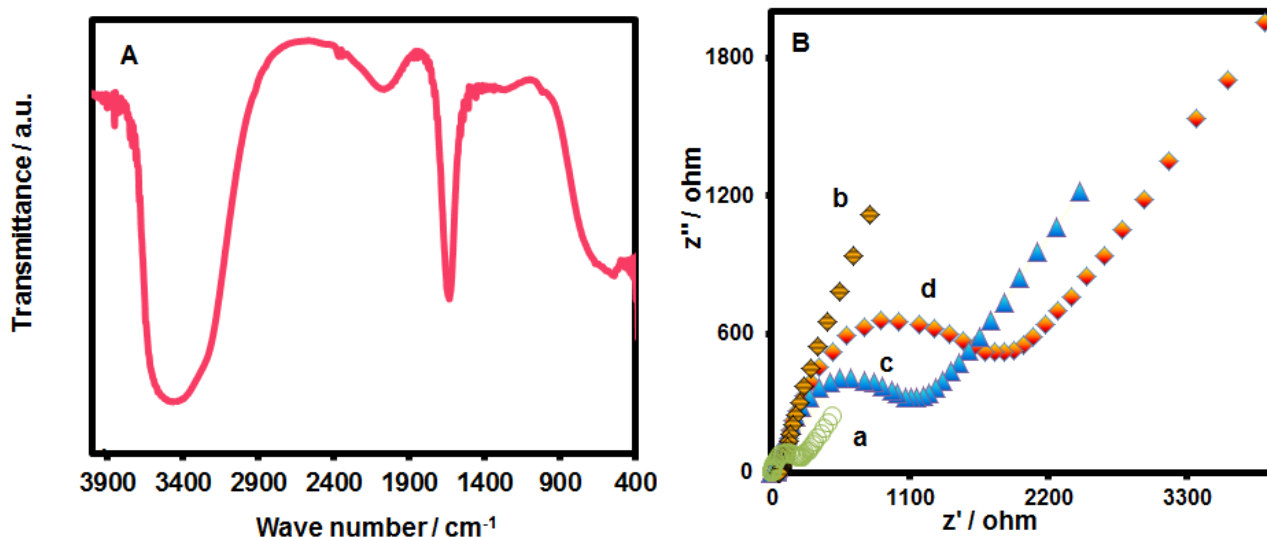 A
Transmittance / a.u.
3900 3400 2900 2400 1900 1400 900 400
Wave number / cm⁻¹
B
1800
1200
600
0
z'' / ohm
b
d
c
a
0 1100 2200 3300
z' / ohm